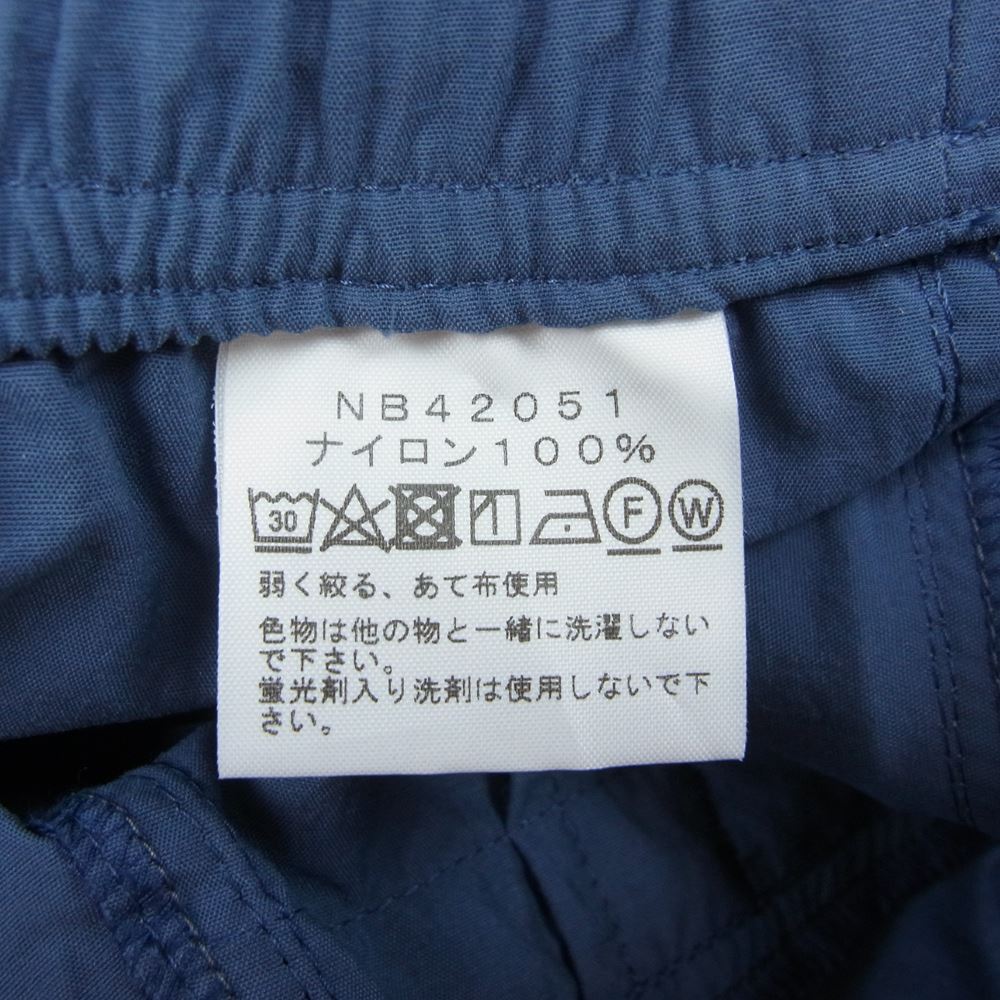 NB42051
ナイロン100%
30 F W
弱く絞る、あて布使用
色物は他の物と一緒に洗濯しない
で下さい。
蛍光剤入り洗剤は使用しないで下
さい。